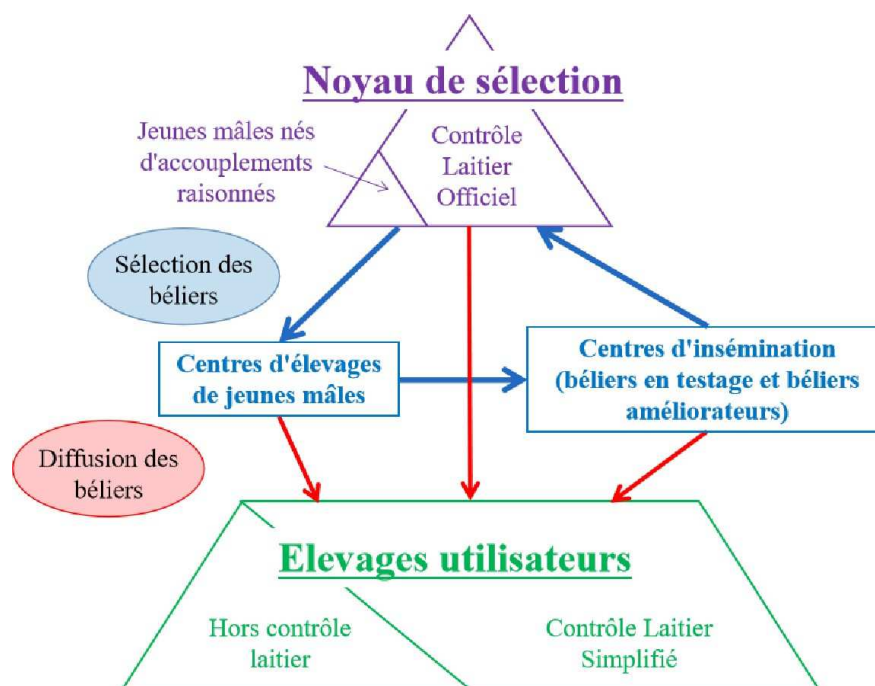 Noyau de sélection
Jeunes mâles nés
d'accouplements
raisonnés
Contrôle
Laitier
Officiel
Sélection des
béliers
Centres d'élevages
de jeunes mâles
Centres d'insémination
(béliers en testage et béliers
améliorateurs)
Diffusion des
béliers
Elevages utilisateurs
Hors contrôle
laitier
Contrôle Laitier
Simplifié